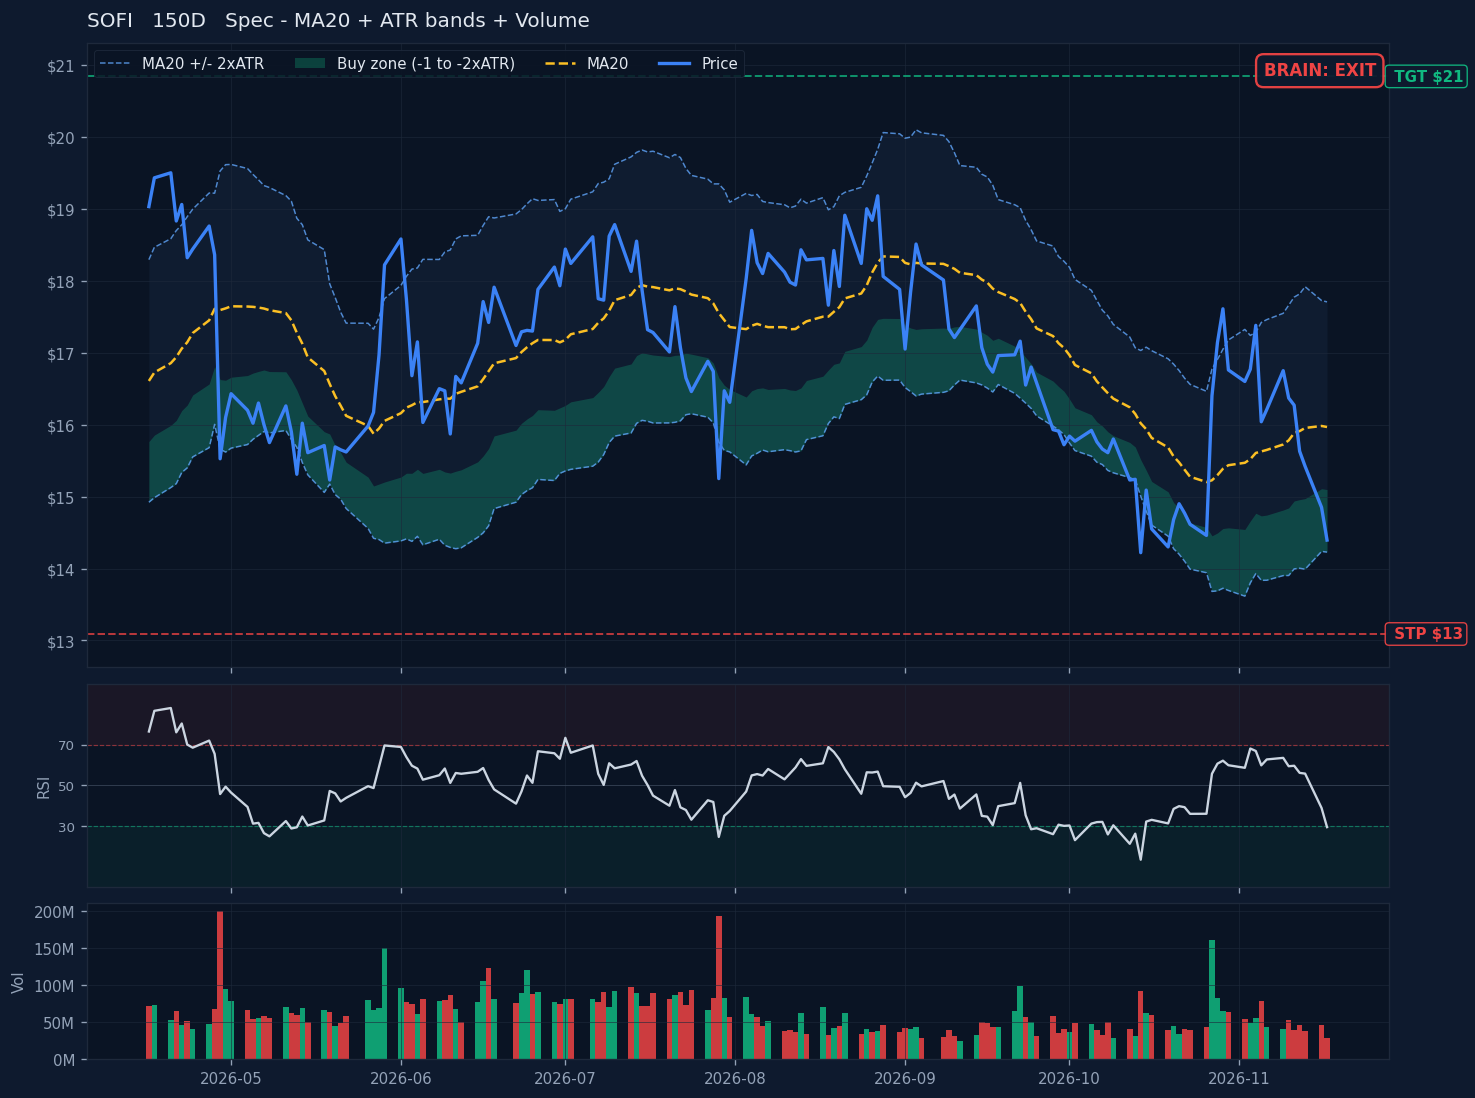 SOFI   150D   Spec - MA20 + ATR bands + Volume
MA20 +/- 2xATR
Buy zone (-1 to -2xATR)
MA20
Price
BRAIN: EXIT
TGT $21
$21
$20
$19
$18
$17
$16
$15
$14
$13
STP $13
RSI
70
50
30
Vol
200M
150M
100M
50M
0M
2026-05
2026-06
2026-07
2026-08
2026-09
2026-10
2026-11